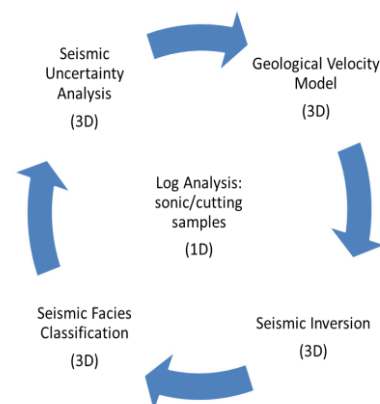 Seismic
Uncertainty
Analysis
(3D)
Geological Velocity
Model
(3D)
Log Analysis:
sonic/cutting
samples
(1D)
Seismic Facies
Classification
(3D)
Seismic Inversion
(3D)